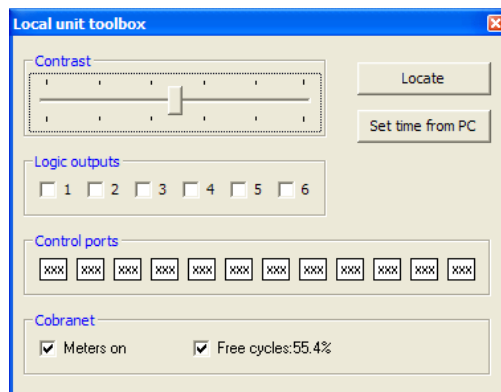 Local unit toolbox
Contrast
Locate
Set time from PC
Logic outputs
1 2 3 4 5 6
Control ports
xxx xxx xxx xxx xxx xxx xxx xxx xxx xxx xxx xxx
Cobranet
Meters on Free cycles:55.4%